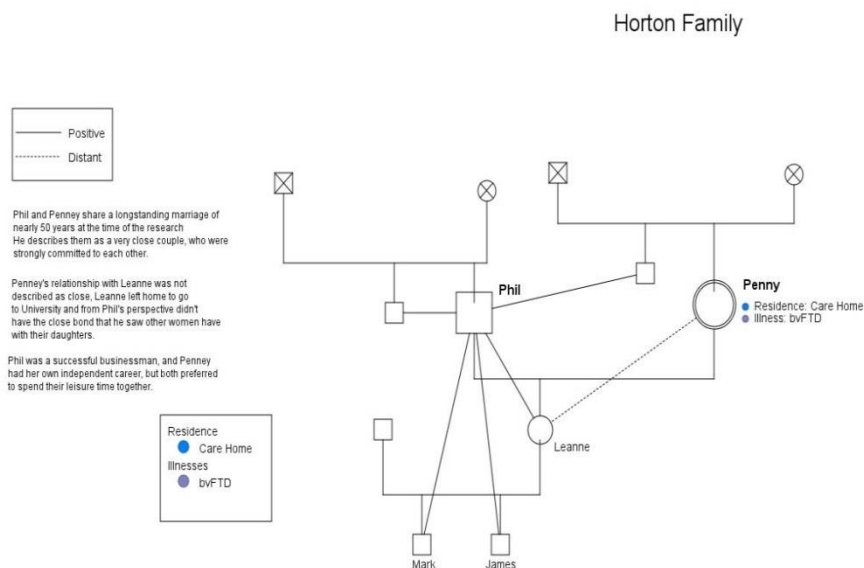 Horton Family
Positive
Distant
Phil and Penney share a longstanding marriage of
nearly 50 years at the time of the research
He describes them as a very close couple, who were
strongly committed to each other.
Penney's relationship with Leanne was not
described as close, Leanne left home to go
to University and from Phil's perspective didn't
have the close bond that he saw other women have
with their daughters.
Phil was a successful businessman, and Penney
had her own independent career, but both preferred
to spend their leisure time together.
Phil
Penny
Residence: Care Home
Illness: bvFTD
Residence
Care Home
Illnesses
bvFTD
Leanne
Mark
James